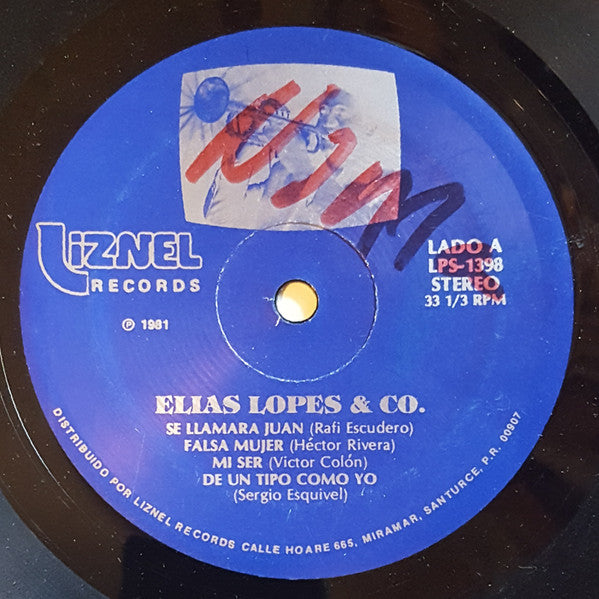 LIZNEL
RECORDS
℗ 1981
LADO A
LPS-1398
STEREO
33 1/3 RPM
ELIAS LOPES & CO.
SE LLAMARA JUAN (Rafi Escudero)
FALSA MUJER (Héctor Rivera)
MI SER (Victor Colón)
DE UN TIPO COMO YO
(Sergio Esquivel)
DISTRIBUIDO POR LIZNEL RECORDS CALLE HOARE 665, MIRAMAR, SANTURCE, P.R. 00907